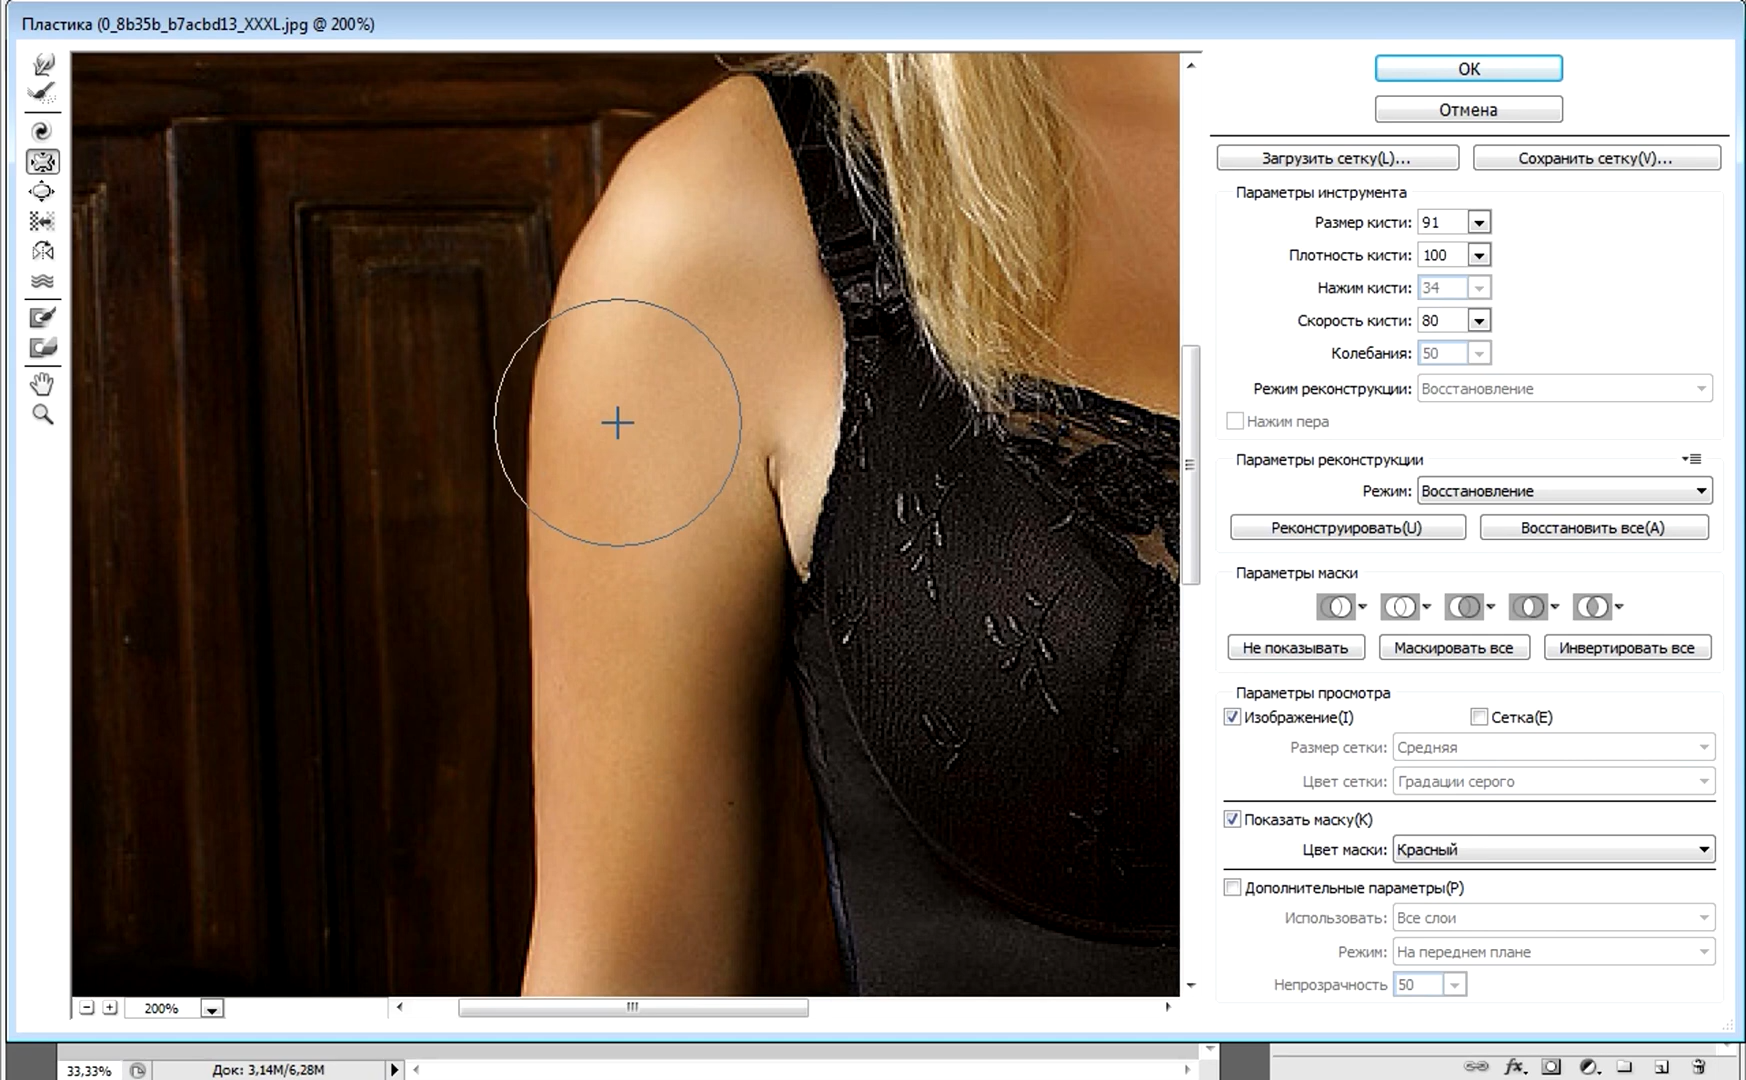 Пластика (0_8b35b_b7acbd13_XXXL.jpg @ 200%)
ОК
Отмена
Загрузить сетку(L)... Сохранить сетку(V)...
Параметры инструмента
Размер кисти: 91
Плотность кисти: 100
Нажим кисти: 34
Скорость кисти: 80
Колебания: 50
Режим реконструкции: Восстановление
Нажим пера
Параметры реконструкции
Режим: Восстановление
Реконструировать(U) Восстановить все(A)
Параметры маски
Не показывать Маскировать все Инвертировать все
Параметры просмотра
Изображение(I) Сетка(E)
Размер сетки: Средняя
Цвет сетки: Градации серого
Показать маску(K)
Цвет маски: Красный
Дополнительные параметры(P)
Использовать: Все слои
Режим: На переднем плане
Непрозрачность 50
200%
33,33% Док: 3,14M/6,28M
fx